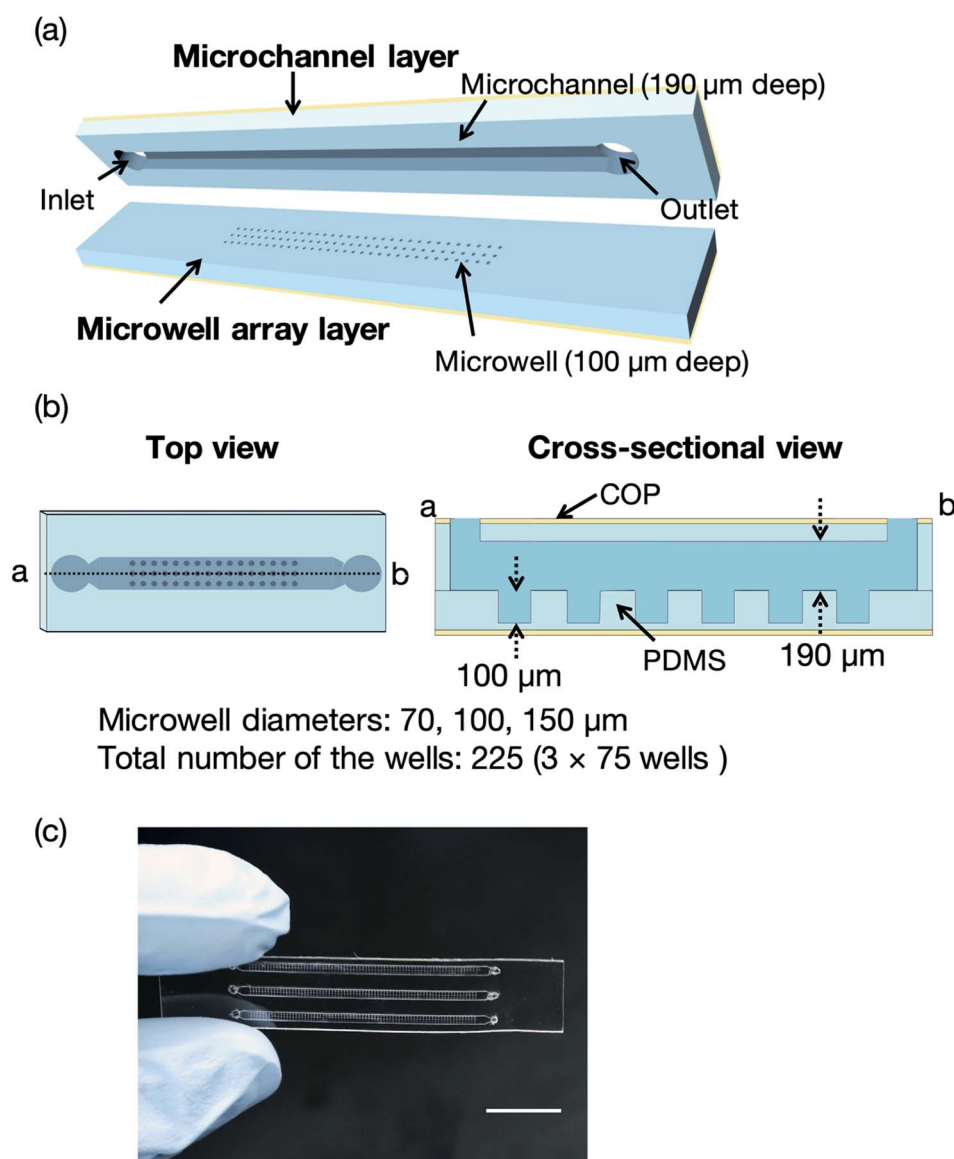 (a)
Microchannel layer
Microchannel (190 µm deep)
Inlet
Outlet
Microwell array layer
Microwell (100 µm deep)
(b)
Top view
Cross-sectional view
COP
a
b
a
b
PDMS
100 µm
190 µm
Microwell diameters: 70, 100, 150 µm
Total number of the wells: 225 (3 × 75 wells )
(c)